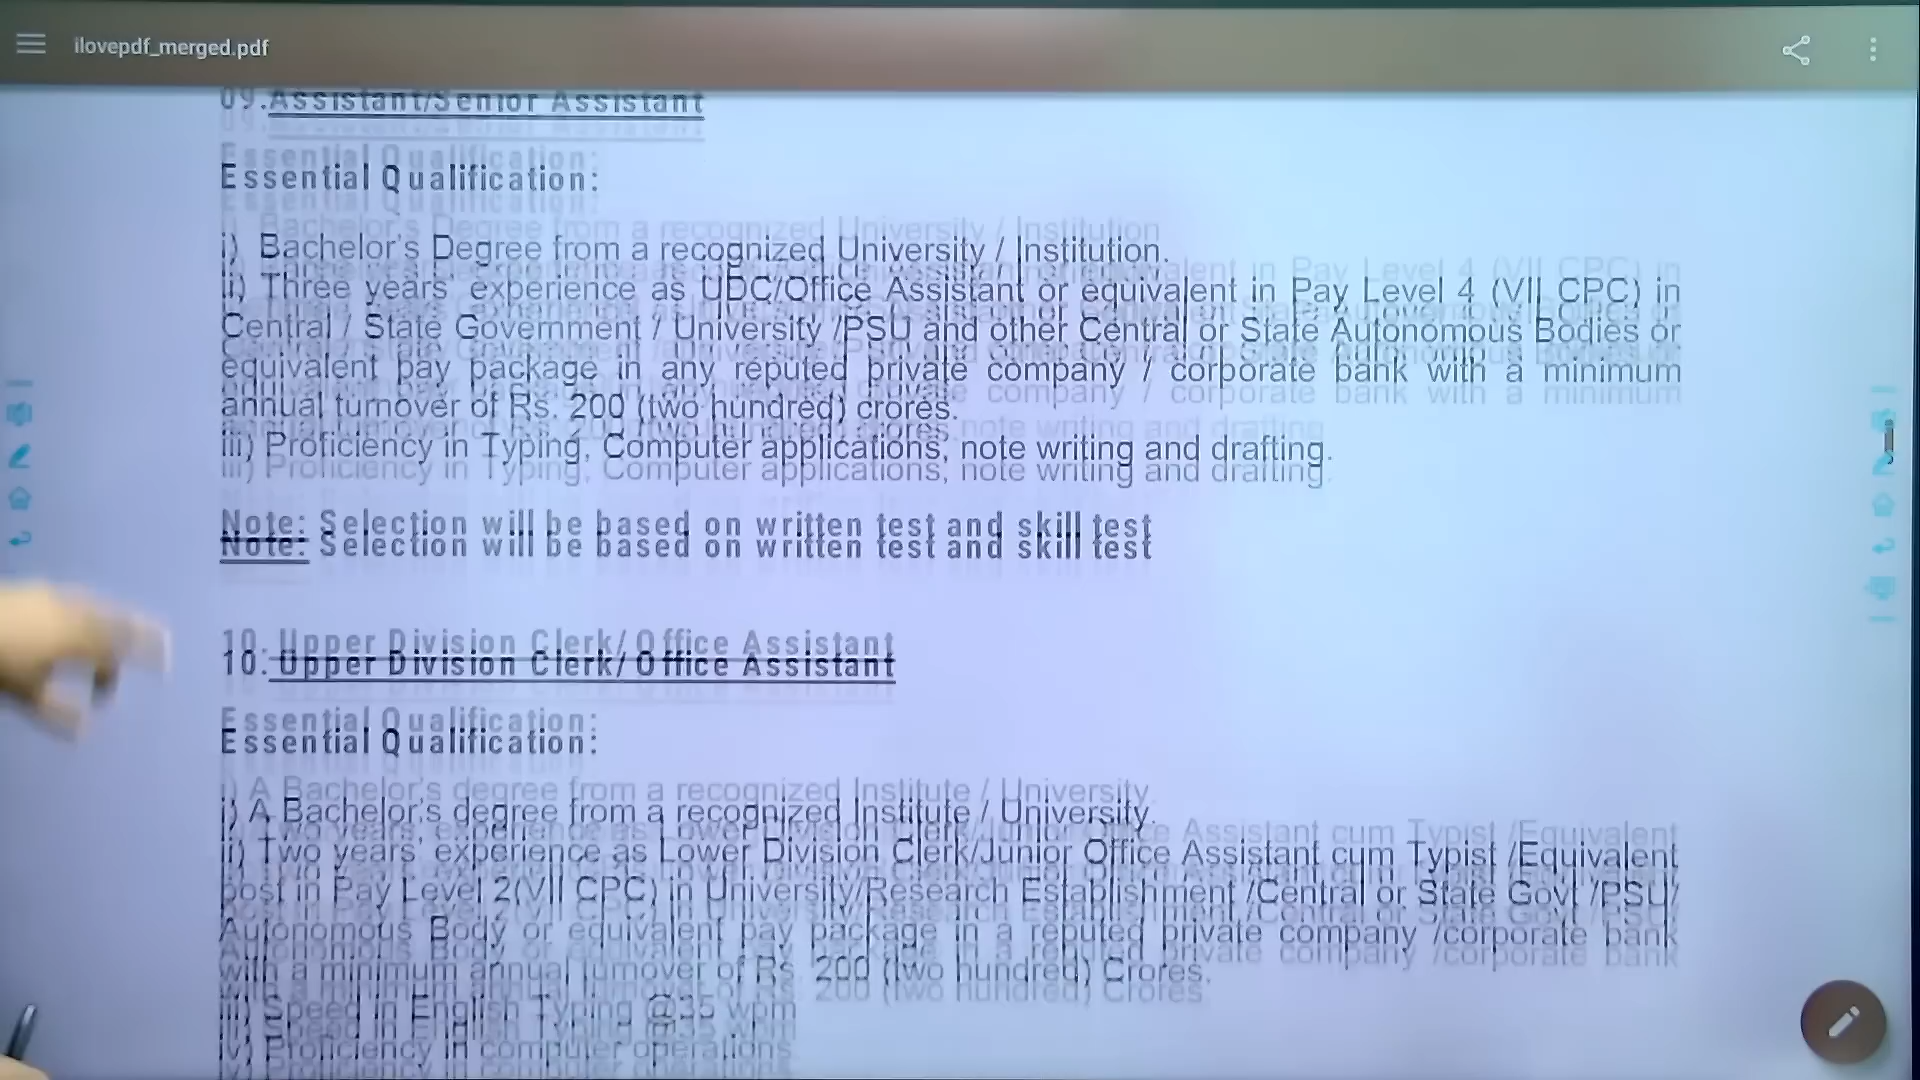 ilovepdf_merged.pdf
09.Assistant/Senior Assistant
Essential Qualification:
i) Bachelor's Degree from a recognized University / Institution.
ii) Three years' experience as UDC/Office Assistant or equivalent in Pay Level 4 (VII CPC) in
Central / State Government / University /PSU and other Central or State Autonomous Bodies or
equivalent pay package in any reputed private company / corporate bank with a minimum
annual turnover of Rs. 200 (two hundred) crores.
iii) Proficiency in Typing, Computer applications, note writing and drafting.
Note: Selection will be based on written test and skill test
10. Upper Division Clerk/ Office Assistant
Essential Qualification:
i) A Bachelor's degree from a recognized Institute / University.
ii) Two years' experience as Lower Division Clerk/Junior Office Assistant cum Typist /Equivalent
post in Pay Level 2(VII CPC) in University/Research Establishment /Central or State Govt /PSU/
Autonomous Body or equivalent pay package in a reputed private company /corporate bank
with a minimum annual turnover of Rs. 200 (two hundred) Crores.
iii) Speed in English Typing @35 wpm
iv) Proficiency in computer operations